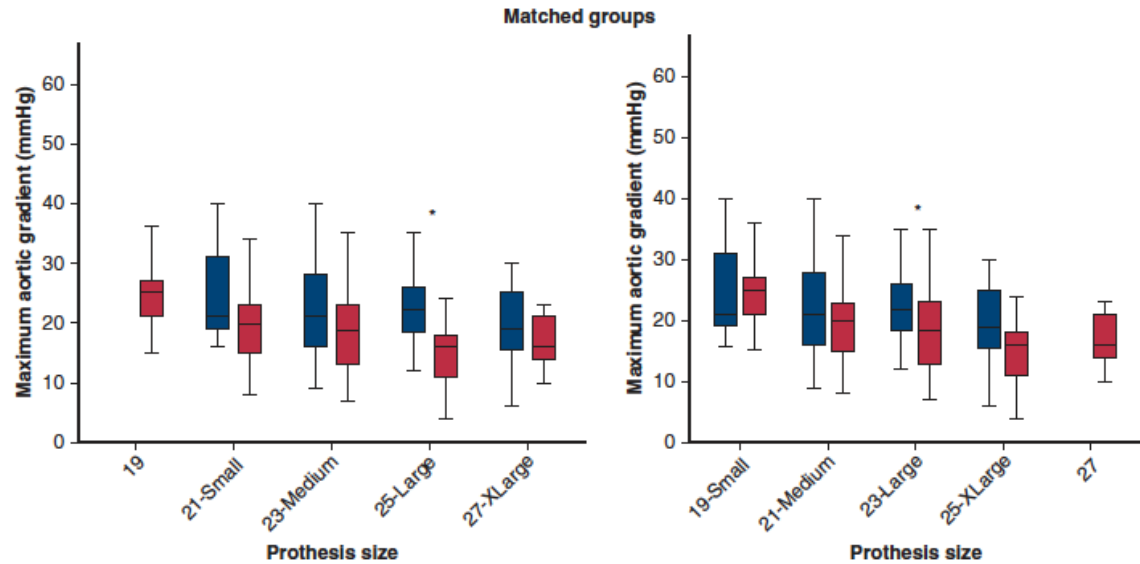 Matched groups
Maximum aortic gradient (mmHg)
60
50
40
30
20
10
0
*
19
21-Small
23-Medium
25-Large
27-XLarge
Prothesis size
Maximum aortic gradient (mmHg)
60
50
40
30
20
10
0
*
19-Small
21-Medium
23-Large
25-XLarge
27
Prothesis size